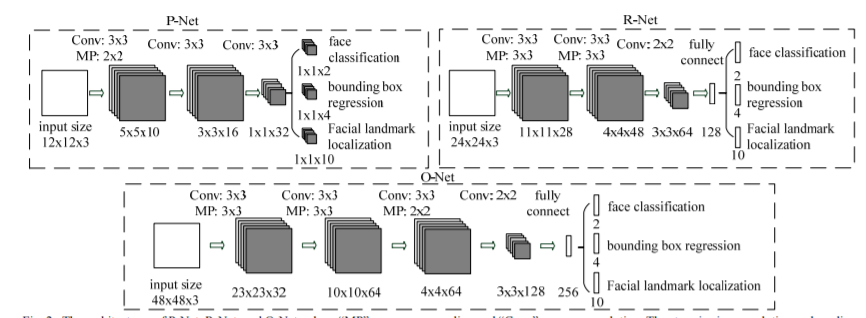 P-Net
Conv: 3x3
MP: 2x2
Conv: 3x3
Conv: 3x3
input size
12x12x3
5x5x10
3x3x16
1x1x32
face
classification
1x1x2
bounding box
regression
1x1x4
Facial landmark
localization
1x1x10
R-Net
Conv: 3x3
MP: 3x3
Conv: 3x3
MP: 3x3
Conv: 2x2
fully
connect
input size
24x24x3
11x11x28
4x4x48
3x3x64
128
face classification
2
bounding box
regression
4
Facial landmark
localization
10
O-Net
Conv: 3x3
MP: 3x3
Conv: 3x3
MP: 3x3
Conv: 3x3
MP: 2x2
Conv: 2x2
fully
connect
input size
48x48x3
23x23x32
10x10x64
4x4x64
3x3x128
256
face classification
2
bounding box regression
4
Facial landmark localization
10